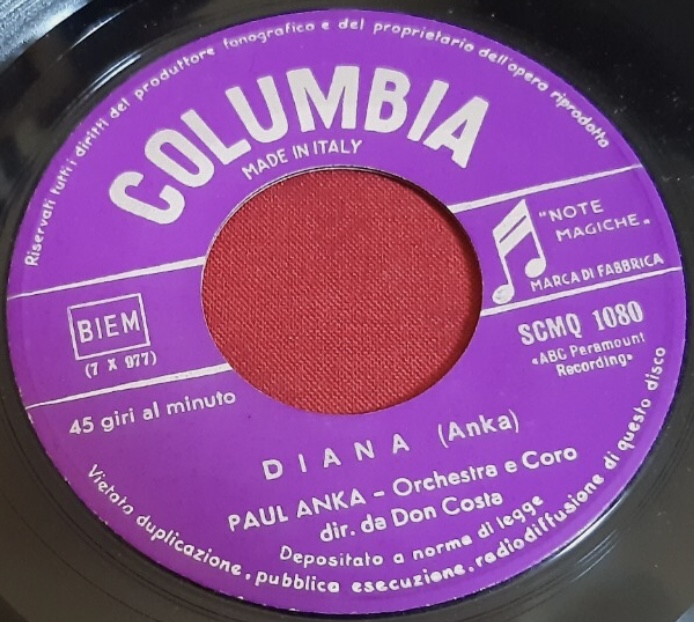 Riservati tutti i diritti del produttore fonografico e del proprietario dell'opera riprodotta
COLUMBIA
MADE IN ITALY
"NOTE
MAGICHE"
MARCA DI FABBRICA
BIEM
(7 X 977)
SCMQ 1080
«ABC Peramount
Recording»
45 giri al minuto
DIANA (Anka)
PAUL ANKA - Orchestra e Coro
dir. da Don Costa
Depositato a norma di legge
Vietato duplicazione, pubblica esecuzione, radiodiffusione di questo disco